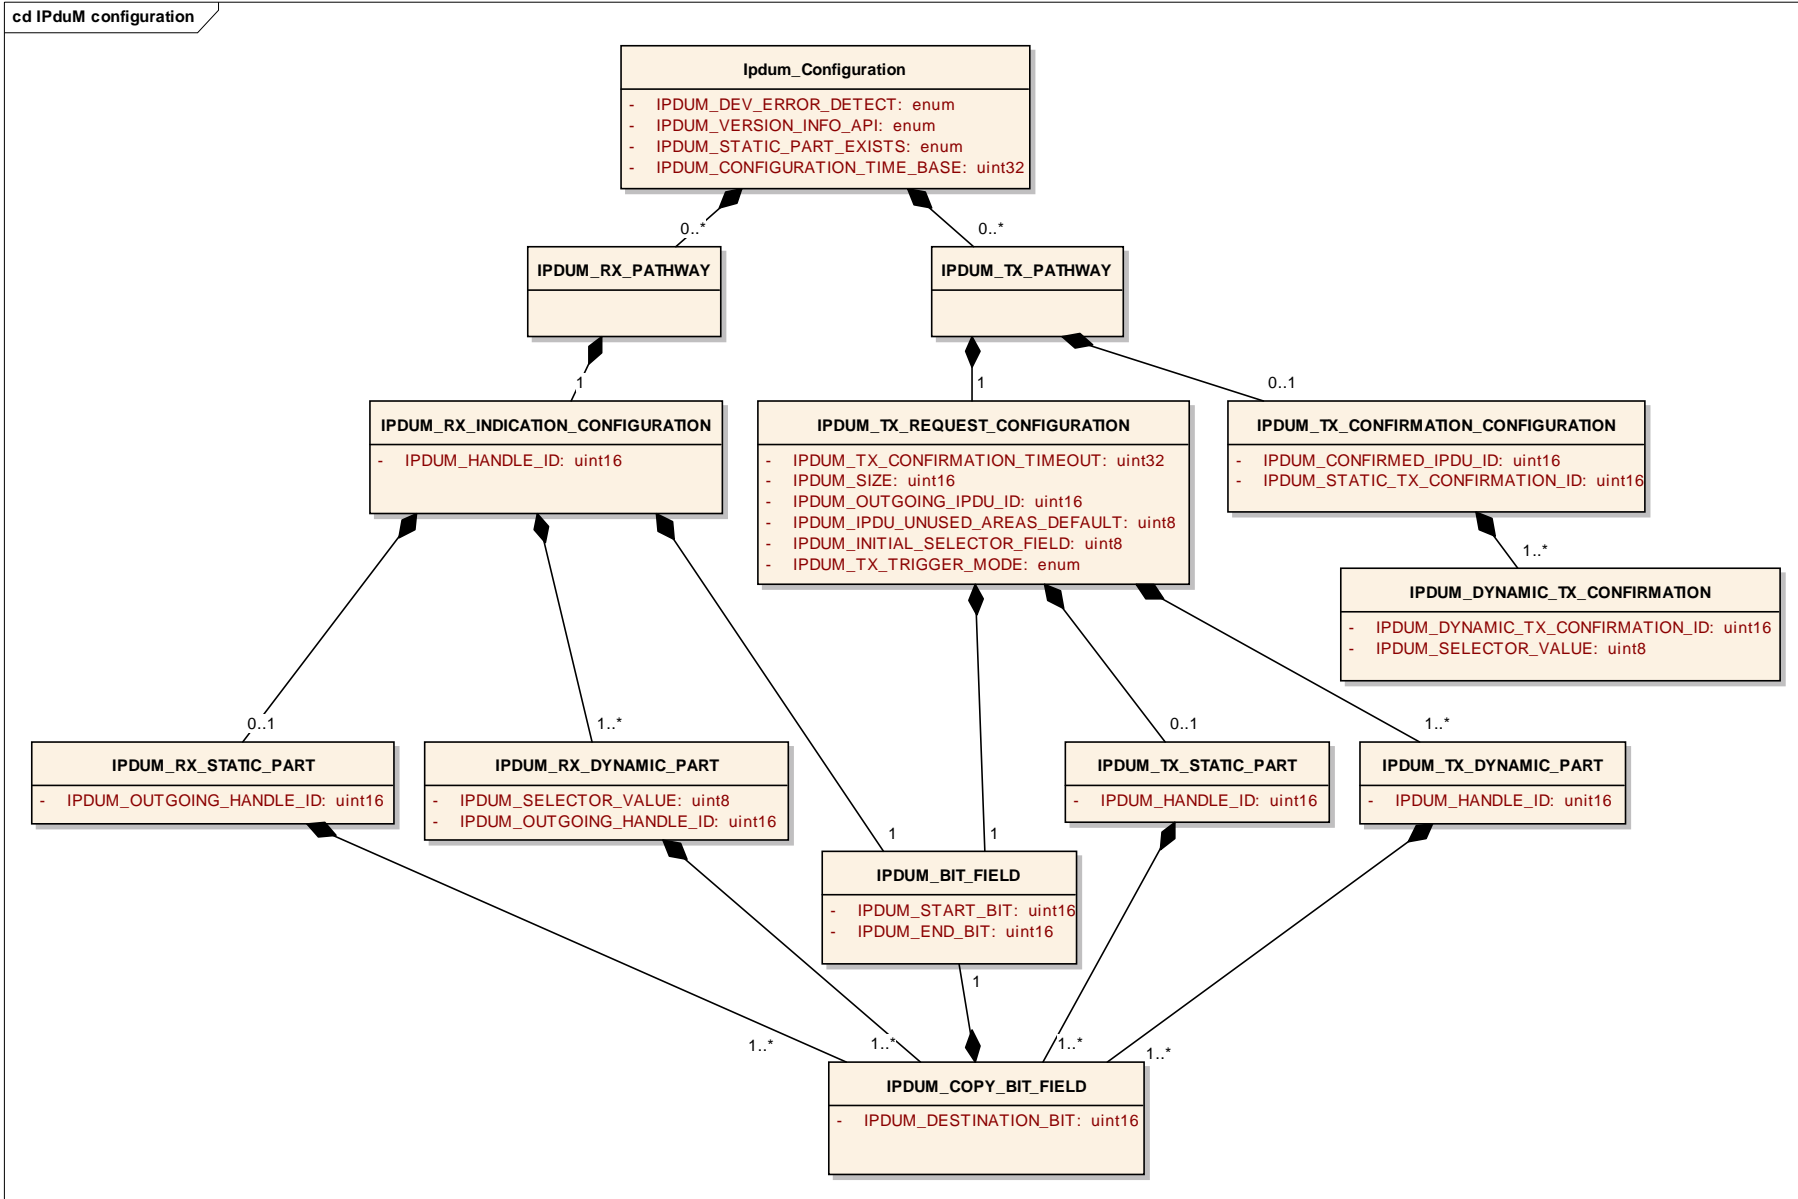 cd IPduM configuration
Ipdum_Configuration
- IPDUM_DEV_ERROR_DETECT: enum
- IPDUM_VERSION_INFO_API: enum
- IPDUM_STATIC_PART_EXISTS: enum
- IPDUM_CONFIGURATION_TIME_BASE: uint32
0..*
0..*
IPDUM_RX_PATHWAY
IPDUM_TX_PATHWAY
1
1
0..1
IPDUM_RX_INDICATION_CONFIGURATION
- IPDUM_HANDLE_ID: uint16
IPDUM_TX_REQUEST_CONFIGURATION
- IPDUM_TX_CONFIRMATION_TIMEOUT: uint32
- IPDUM_SIZE: uint16
- IPDUM_OUTGOING_IPDU_ID: uint16
- IPDUM_IPDU_UNUSED_AREAS_DEFAULT: uint8
- IPDUM_INITIAL_SELECTOR_FIELD: uint8
- IPDUM_TX_TRIGGER_MODE: enum
IPDUM_TX_CONFIRMATION_CONFIGURATION
- IPDUM_CONFIRMED_IPDU_ID: uint16
- IPDUM_STATIC_TX_CONFIRMATION_ID: uint16
1..*
IPDUM_DYNAMIC_TX_CONFIRMATION
- IPDUM_DYNAMIC_TX_CONFIRMATION_ID: uint16
- IPDUM_SELECTOR_VALUE: uint8
0..1
1..*
0..1
1..*
IPDUM_RX_STATIC_PART
- IPDUM_OUTGOING_HANDLE_ID: uint16
IPDUM_RX_DYNAMIC_PART
- IPDUM_SELECTOR_VALUE: uint8
- IPDUM_OUTGOING_HANDLE_ID: uint16
IPDUM_TX_STATIC_PART
- IPDUM_HANDLE_ID: uint16
IPDUM_TX_DYNAMIC_PART
- IPDUM_HANDLE_ID: unit16
1
1
IPDUM_BIT_FIELD
- IPDUM_START_BIT: uint16
- IPDUM_END_BIT: uint16
1
1..*
1..*
1..*
1..*
IPDUM_COPY_BIT_FIELD
- IPDUM_DESTINATION_BIT: uint16